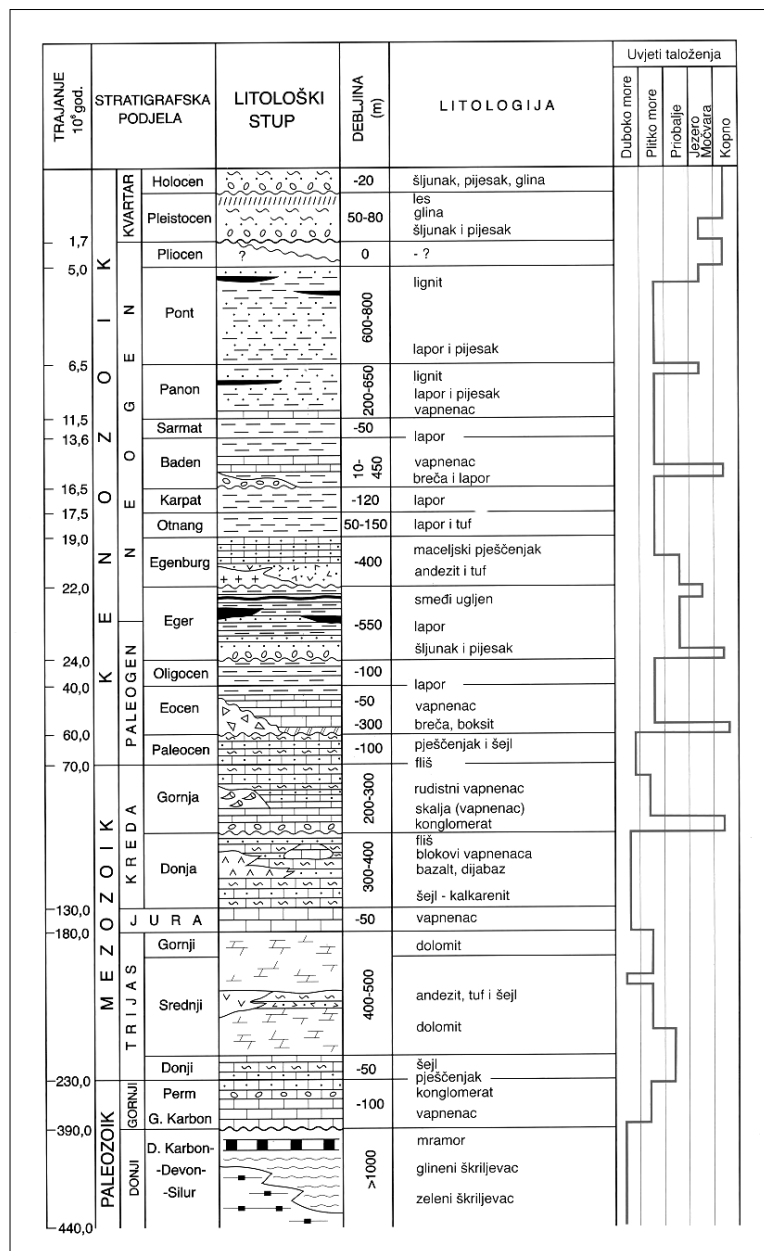 TRAJANJE
10⁶ god.
STRATIGRAFSKA
PODJELA
LITOLOŠKI
STUP
DEBLJINA
(m)
LITOLOGIJA
Uvjeti taloženja
Duboko more
Plitko more
Priobalje
Jezero
Močvara
Kopno
KENOZOIK
KVARTAR
Holocen
-20
šljunak, pijesak, glina
Pleistocen
50-80
les
glina
šljunak i pijesak
1,7
NEOGEN
Pliocen
?
0
- ?
5,0
Pont
600-800
lignit
lapor i pijesak
6,5
Panon
200-650
lignit
lapor i pijesak
vapnenac
11,5
Sarmat
-50
13,6
lapor
Baden
10-
450
vapnenac
breča i lapor
16,5
Karpat
-120
lapor
17,5
Otnang
50-150
lapor i tuf
19,0
Egenburg
-400
maceljski pješčenjak
andezit i tuf
22,0
Eger
-550
smeđi ugljen
lapor
šljunak i pijesak
PALEOGEN
24,0
Oligocen
-100
40,0
lapor
Eocen
-50
vapnenac
-300
breča, boksit
60,0
Paleocen
-100
pješčenjak i šejl
70,0
fliš
MEZOZOIK
KREDA
Gornja
200-300
rudistni vapnenac
skalja (vapnenac)
konglomerat
Donja
300-400
fliš
blokovi vapnenaca
bazalt, dijabaz
šejl - kalkarenit
130,0
JURA
-50
vapnenac
180,0
TRIJAS
Gornji
dolomit
Srednji
400-500
andezit, tuf i šejl
dolomit
Donji
-50
šejl
230,0
pješčenjak
PALEOZOIK
GORNJI
Perm
G. Karbon
-100
konglomerat
vapnenac
390,0
DONJI
D. Karbon-
-Devon-
-Silur
>1000
mramor
glineni škriljevac
zeleni škriljevac
440,0